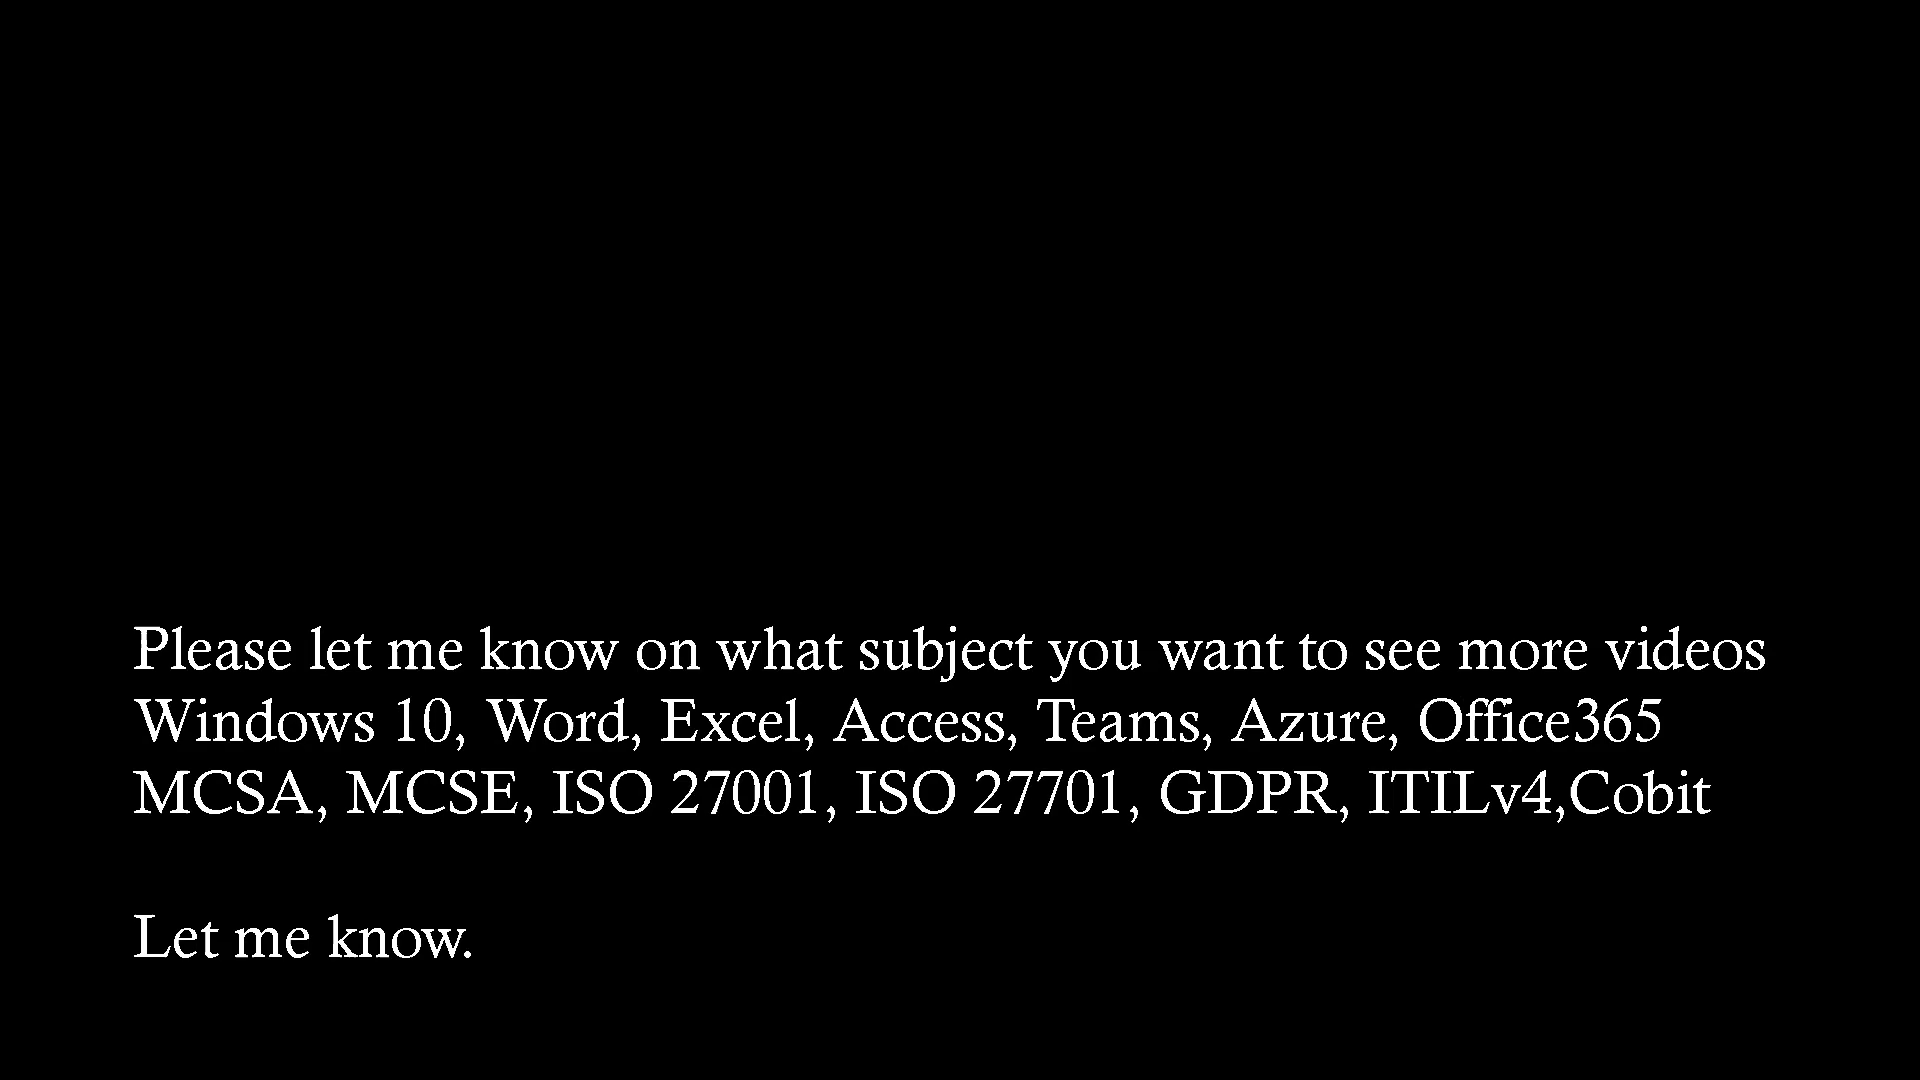 Please let me know on what subject you want to see more videos
Windows 10, Word, Excel, Access, Teams, Azure, Office365
MCSA, MCSE, ISO 27001, ISO 27701, GDPR, ITILv4,Cobit
Let me know.